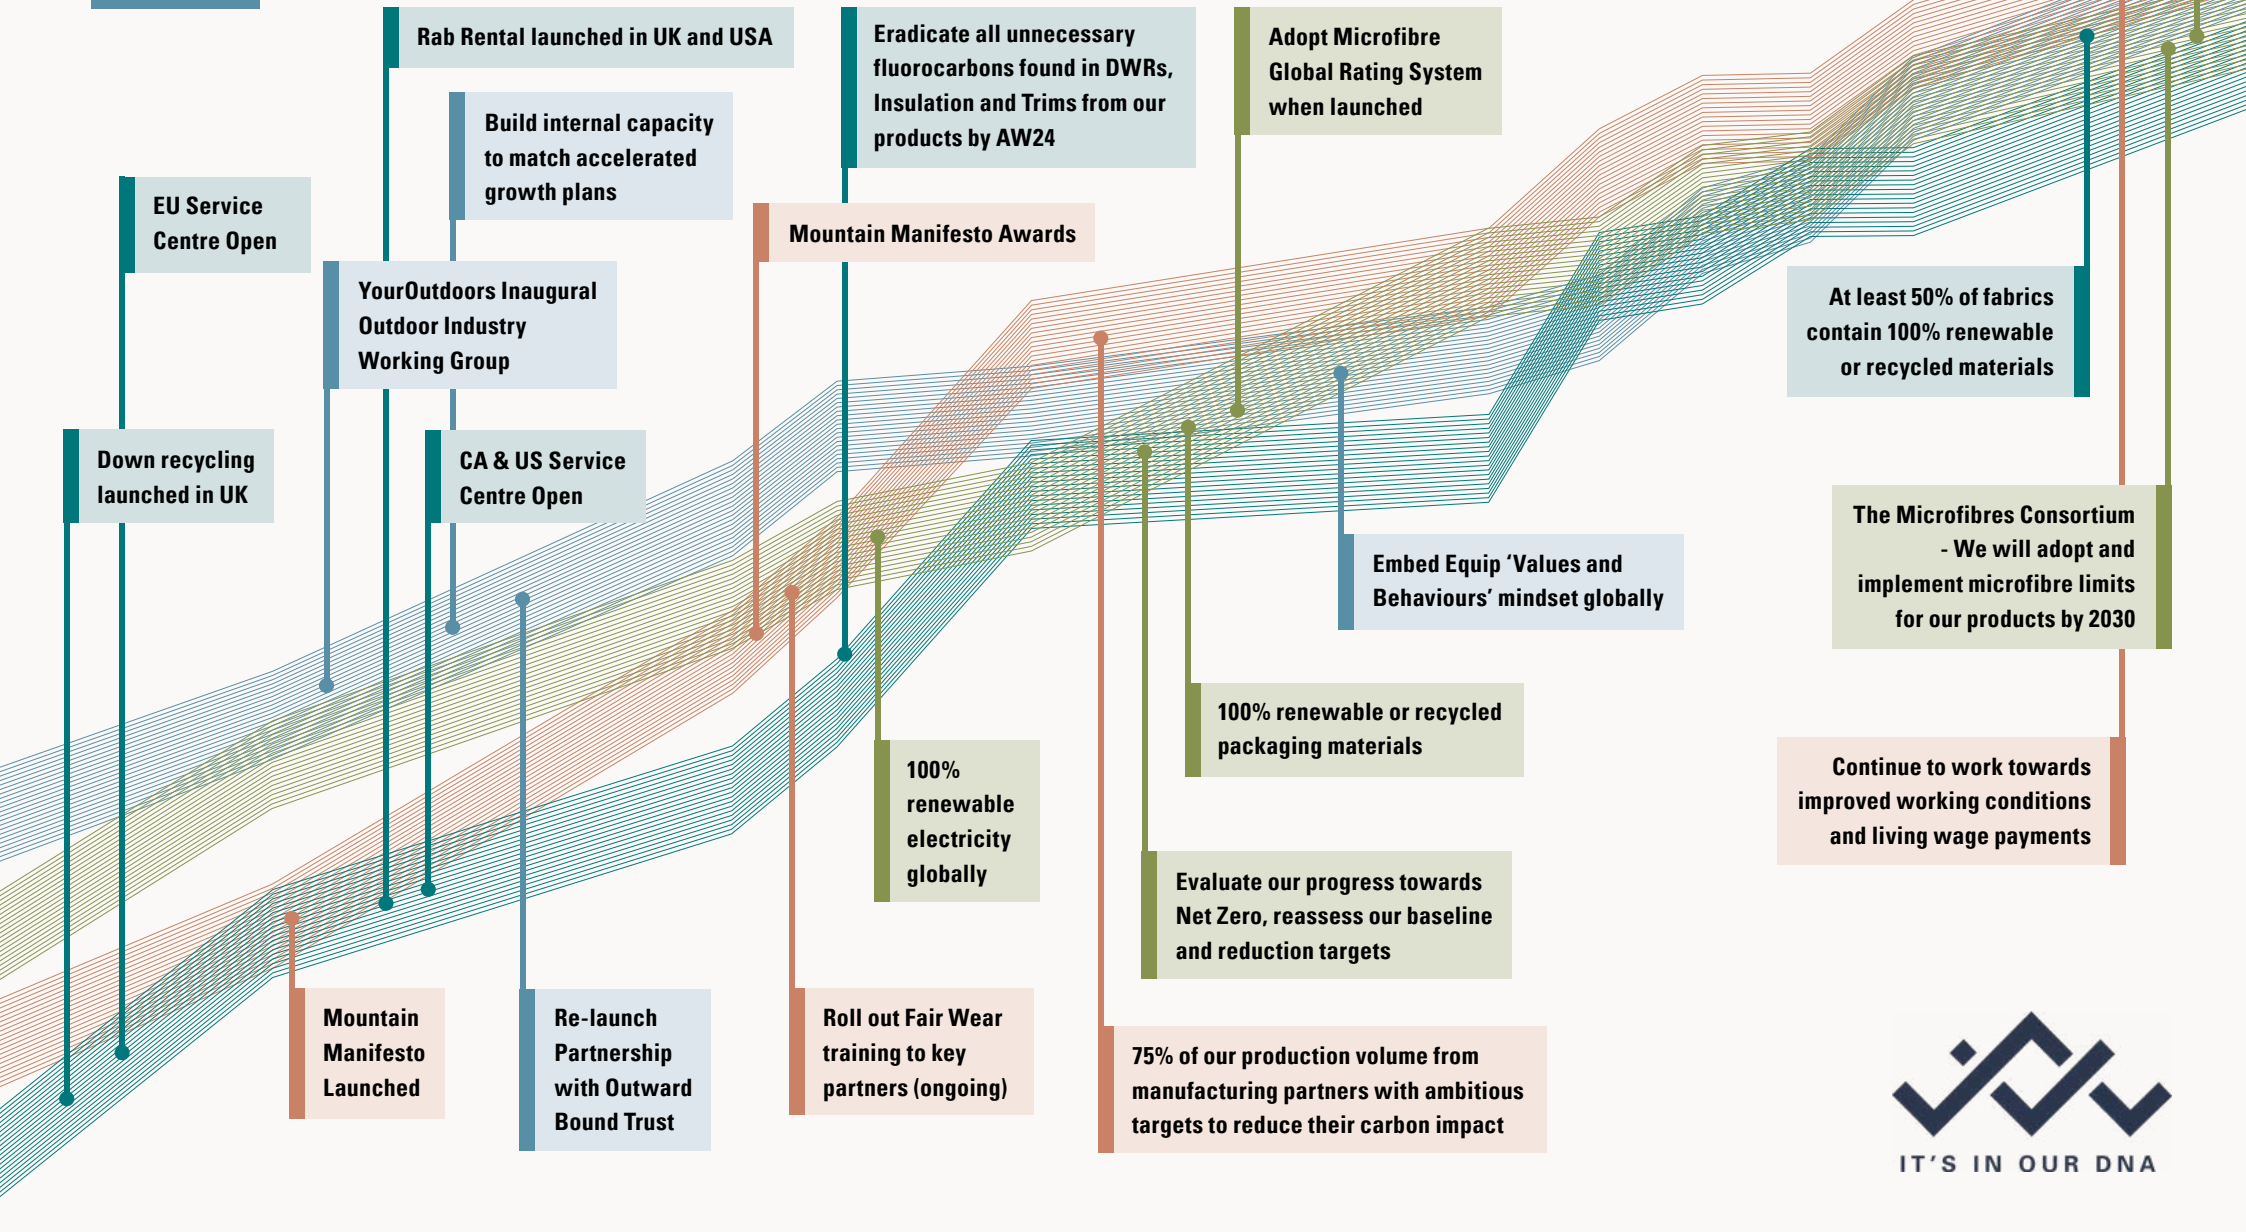 Rab Rental launched in UK and USA
Eradicate all unnecessary
fluorocarbons found in DWRs,
Insulation and Trims from our
products by AW24
Adopt Microfibre
Global Rating System
when launched
Build internal capacity
to match accelerated
growth plans
EU Service
Centre Open
Mountain Manifesto Awards
YourOutdoors Inaugural
Outdoor Industry
Working Group
At least 50% of fabrics
contain 100% renewable
or recycled materials
Down recycling
launched in UK
CA & US Service
Centre Open
The Microfibres Consortium
- We will adopt and
implement microfibre limits
for our products by 2030
Embed Equip ‘Values and
Behaviours’ mindset globally
100% renewable or recycled
packaging materials
100%
renewable
electricity
globally
Continue to work towards
improved working conditions
and living wage payments
Evaluate our progress towards
Net Zero, reassess our baseline
and reduction targets
Mountain
Manifesto
Launched
Re-launch
Partnership
with Outward
Bound Trust
Roll out Fair Wear
training to key
partners (ongoing)
75% of our production volume from
manufacturing partners with ambitious
targets to reduce their carbon impact
IT'S IN OUR DNA